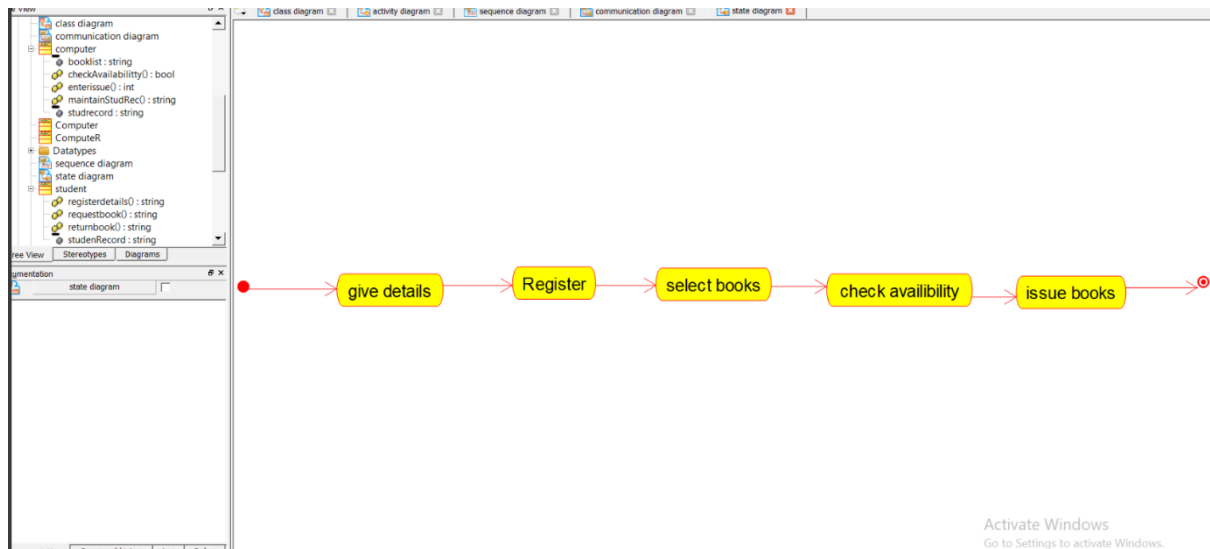 class diagram
activity diagram
sequence diagram
communication diagram
state diagram
class diagram
communication diagram
computer
booklist : string
checkAvailabilitty() : bool
enterissue() : int
maintainStudRec() : string
studrecord : string
Computer
ComputeR
Datatypes
sequence diagram
state diagram
student
registerdetails() : string
requestbook() : string
returnbook() : string
studenRecord : string
Stereotypes
Diagrams
state diagram
give details
Register
select books
check availibility
issue books
Activate Windows
Go to Settings to activate Windows.